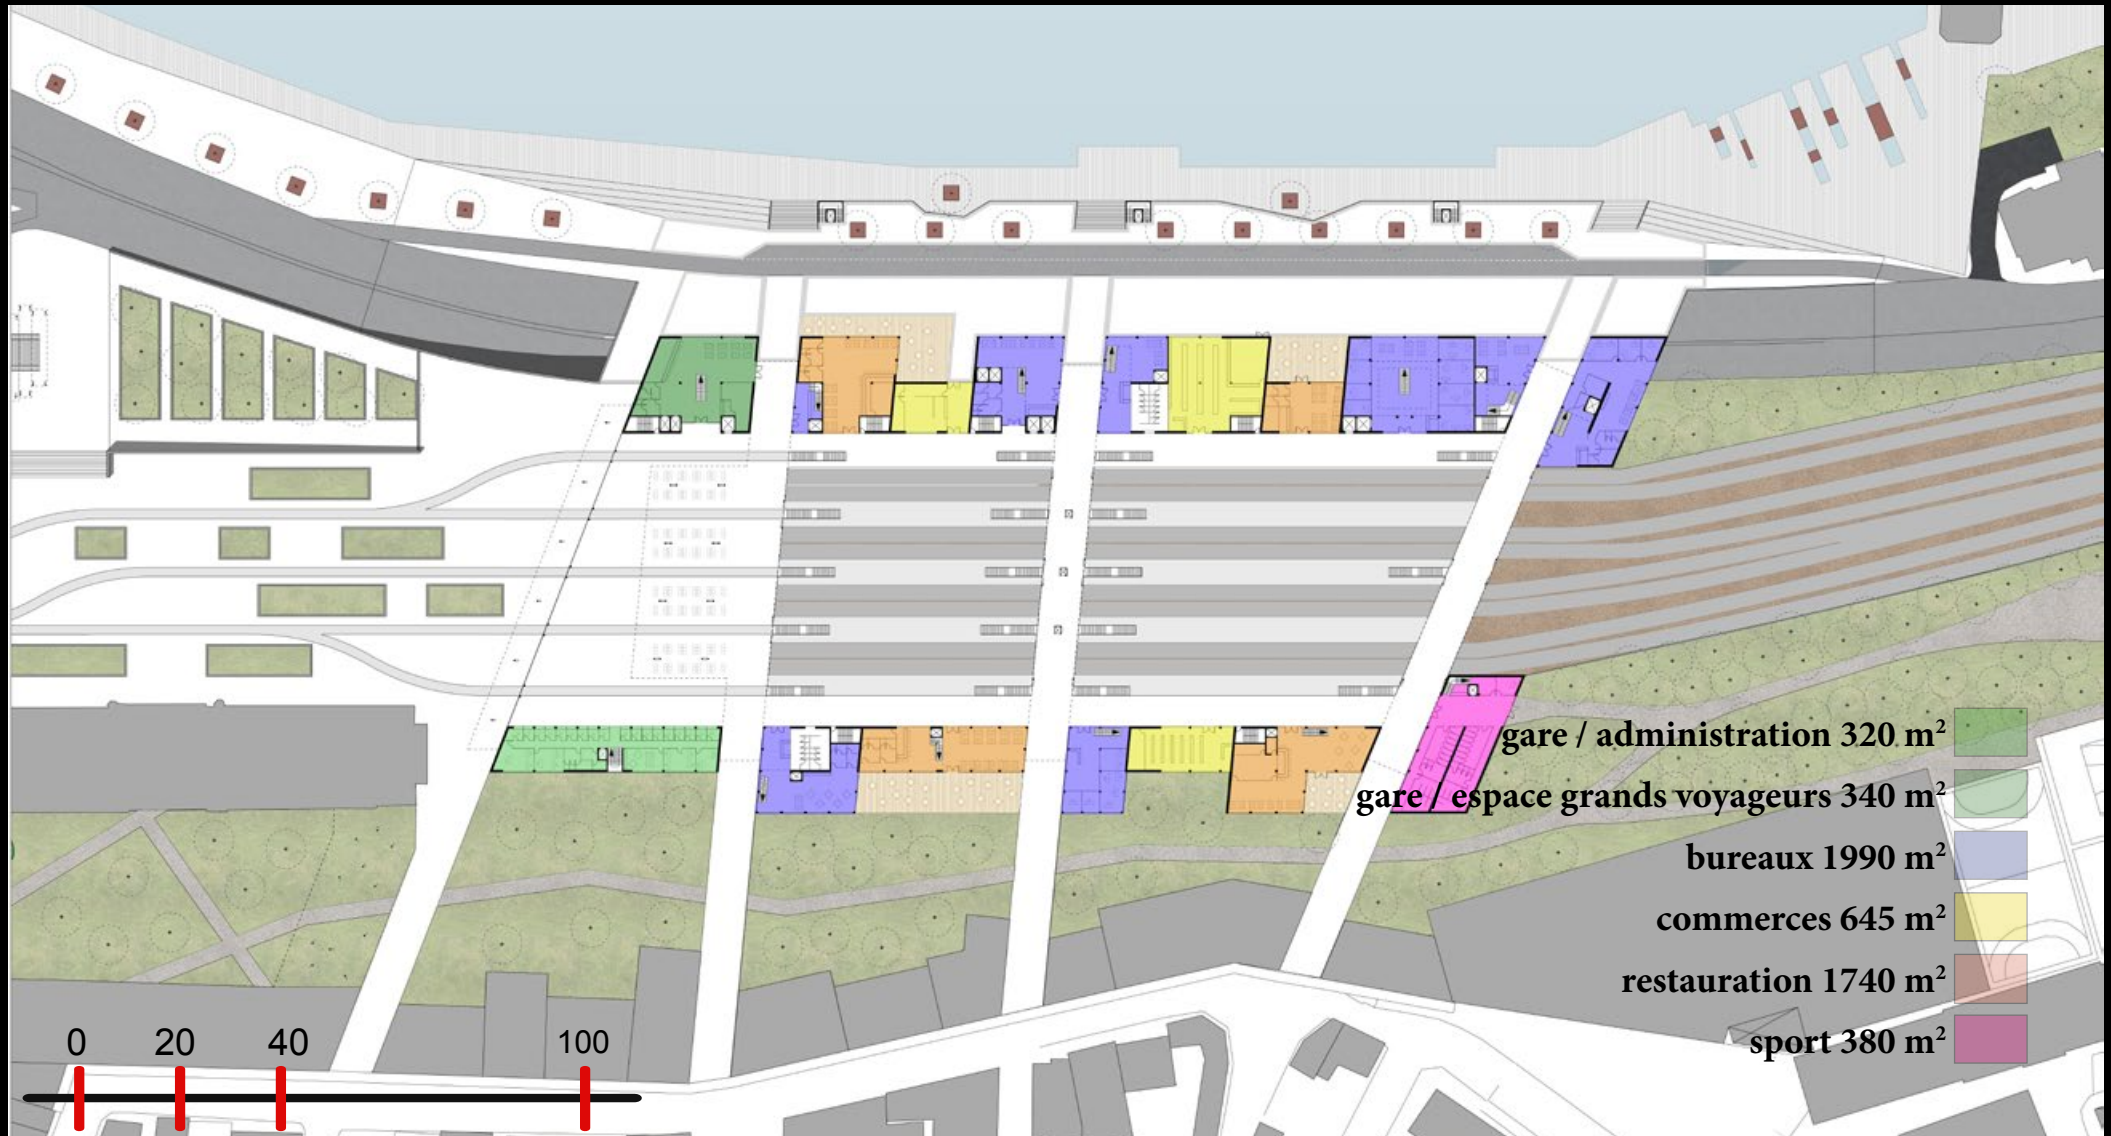 gare / administration 320 m²
gare / espace grands voyageurs 340 m²
bureaux 1990 m²
commerces 645 m²
restauration 1740 m²
sport 380 m²
0 20 40 100